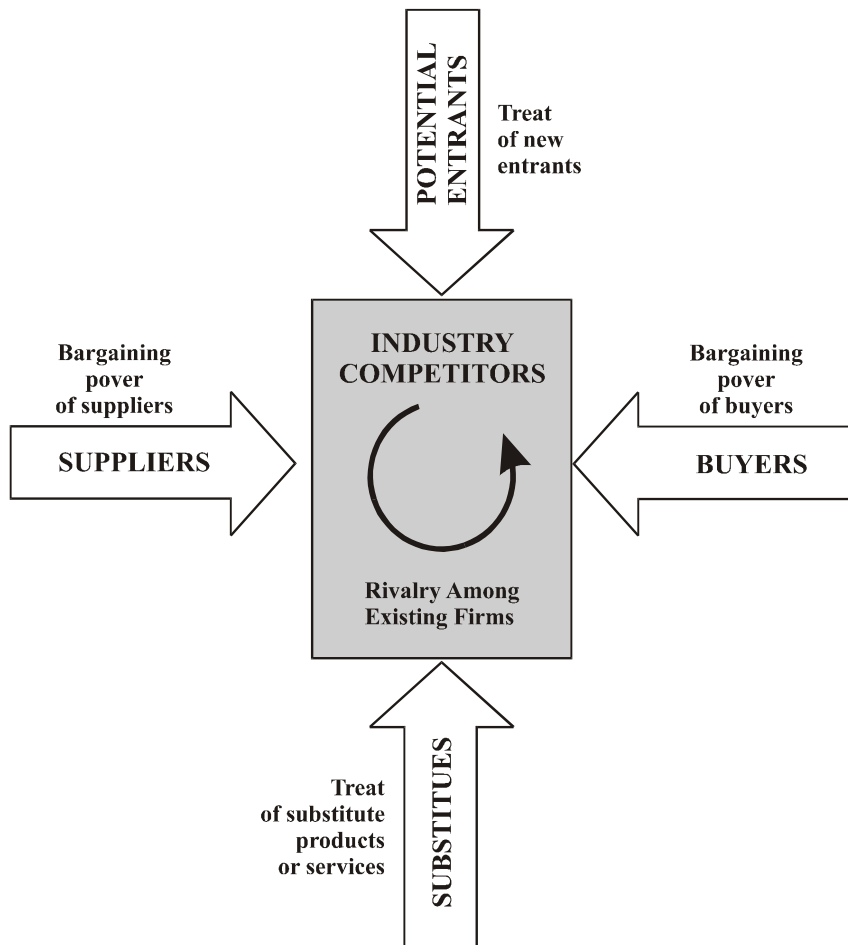 POTENTIAL
ENTRANTS
Treat
of new
entrants
INDUSTRY
COMPETITORS
Bargaining
pover
of suppliers
SUPPLIERS
Bargaining
pover
of buyers
BUYERS
Rivalry Among
Existing Firms
Treat
of substitute
products
or services
SUBSTITUES